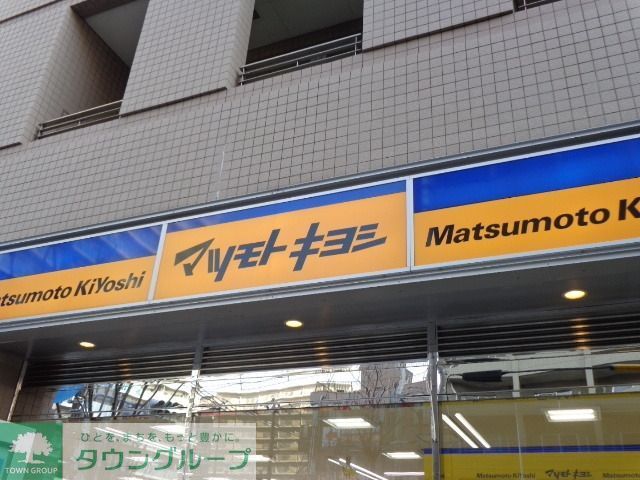 atsumoto KiYoshi
マツモトキヨシ
Matsumoto K
Matsumoto KiYoshi マツモトキヨシ
TOWN GROUP
ひとを、まちを、もっと豊かに。
タウングループ